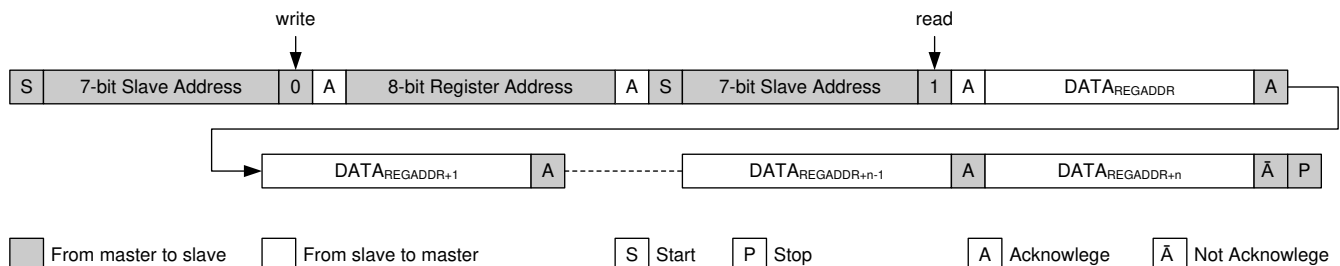 write read
S 7-bit Slave Address 0 A 8-bit Register Address A S 7-bit Slave Address 1 A DATAREGADDR A
DATAREGADDR+1 A DATAREGADDR+n-1 A DATAREGADDR+n Ā P
From master to slave From slave to master S Start P Stop A Acknowlege Ā Not Acknowlege